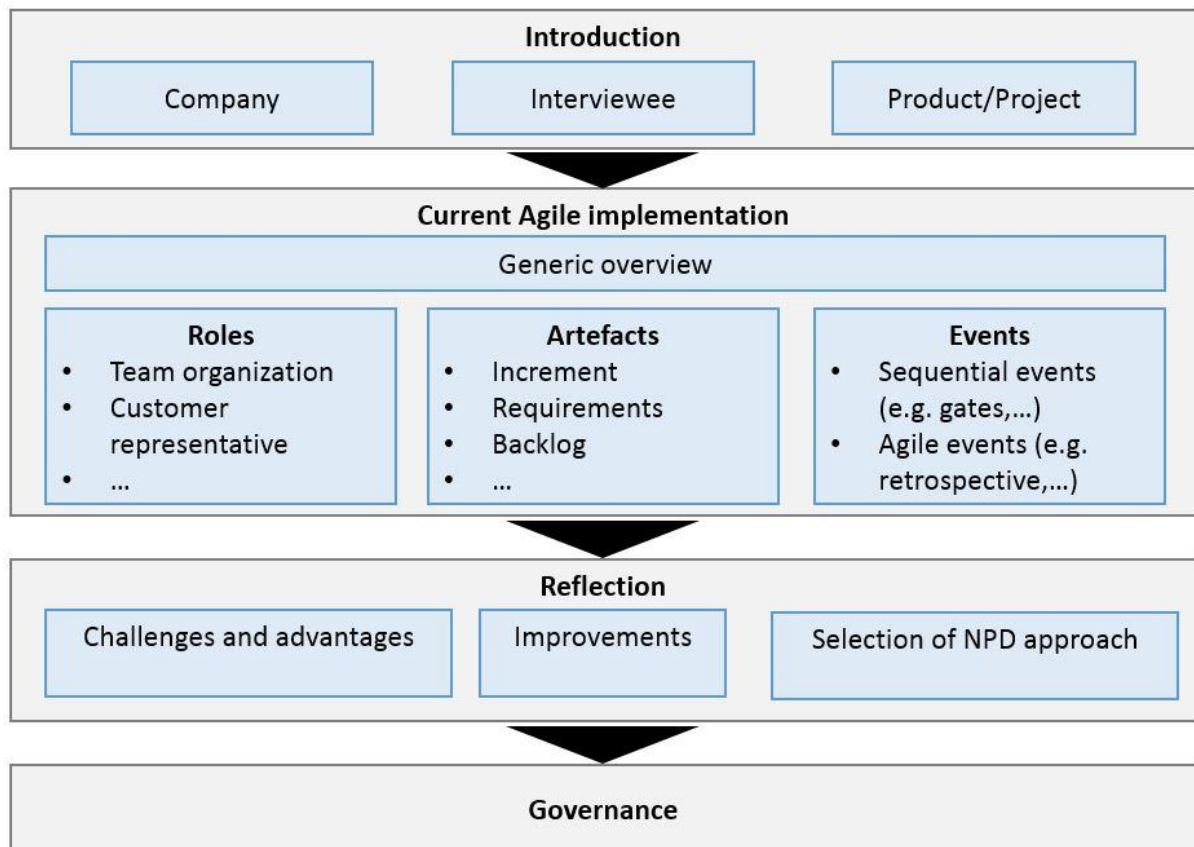 Introduction
Company
Interviewee
Product/Project
Current Agile implementation
Generic overview
Roles
• Team organization
• Customer
representative
• ...
Artefacts
• Increment
• Requirements
• Backlog
• ...
Events
• Sequential events
(e.g. gates,...)
• Agile events (e.g.
retrospective,...)
Reflection
Challenges and advantages
Improvements
Selection of NPD approach
Governance